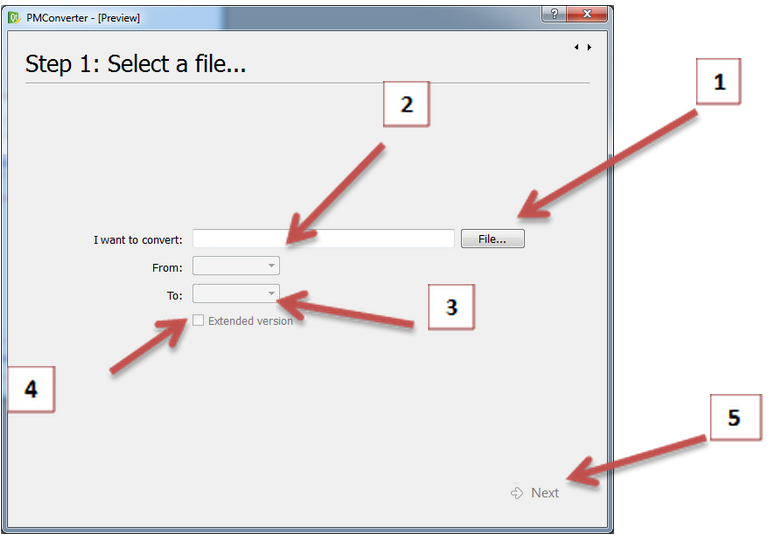 PMConverter - [Preview]
Step 1: Select a file...
1
2
I want to convert:
File...
From:
To:
3
Extended version
4
5
Next